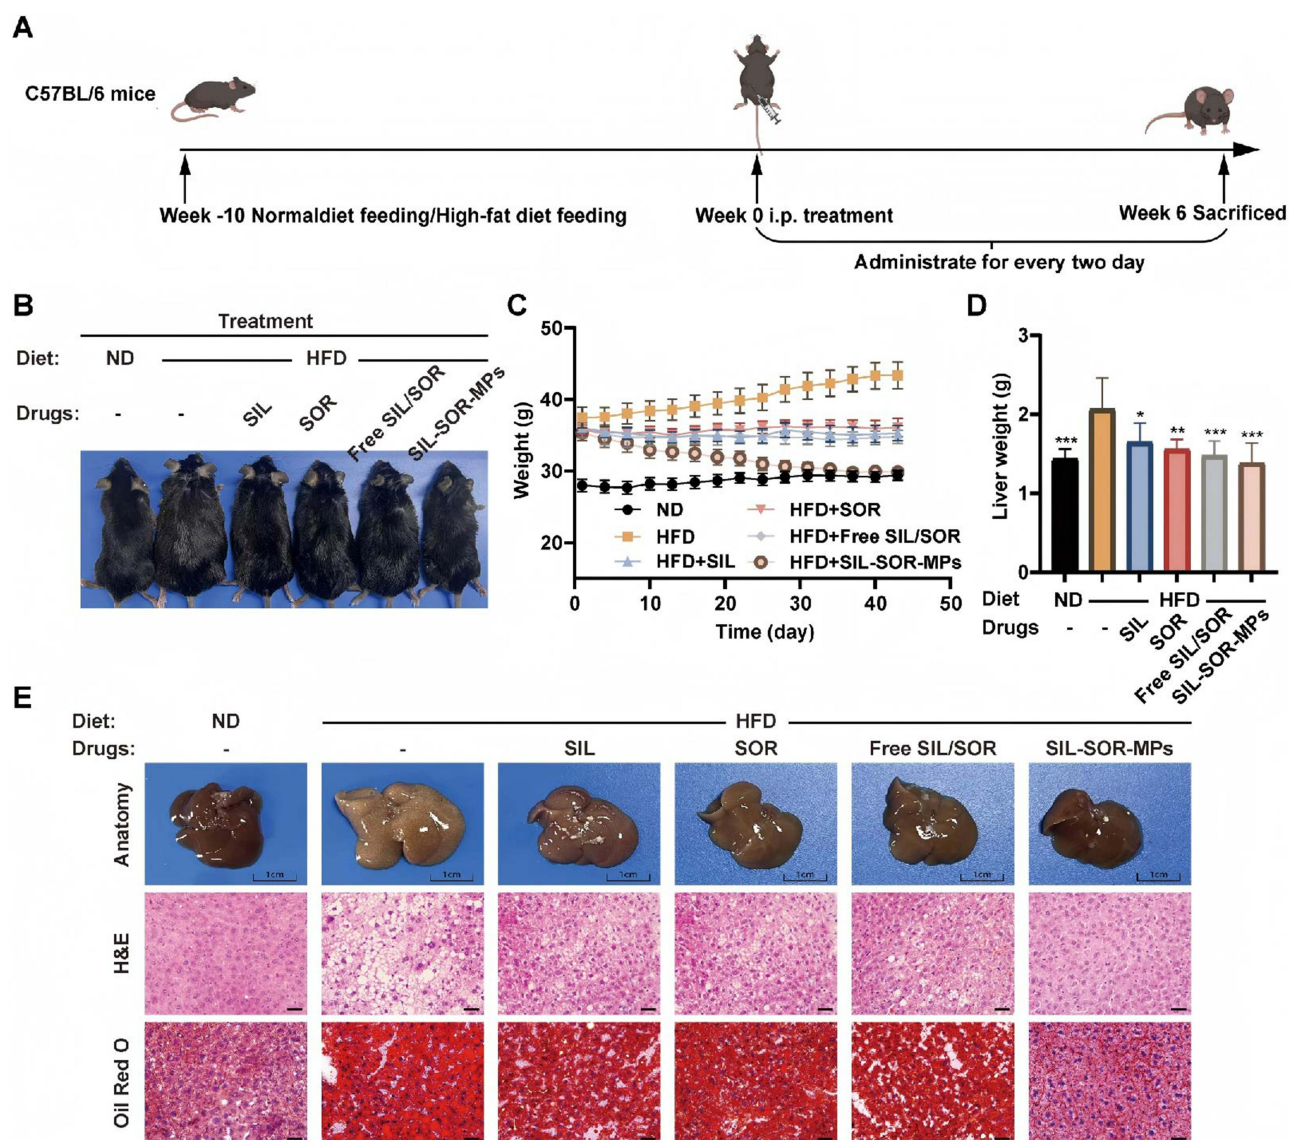 A
C57BL/6 mice
Week -10 Normaldiet feeding/High-fat diet feeding
Week 0 i.p. treatment
Week 6 Sacrificed
Administrate for every two day
B
Treatment
Diet: ND HFD
Drugs: - - SIL SOR Free SIL/SOR SIL-SOR-MPs
C
Weight (g)
50
40
30
20
ND
HFD
HFD+SIL
HFD+SOR
HFD+Free SIL/SOR
HFD+SIL-SOR-MPs
0 10 20 30 40 50
Time (day)
D
Liver weight (g)
3
2
1
0
*** * ** *** ***
Diet ND HFD
Drugs - - SIL SOR Free SIL/SOR SIL-SOR-MPs
E
Diet: ND HFD
Drugs: - - SIL SOR Free SIL/SOR SIL-SOR-MPs
Anatomy
1cm 1cm 1cm 1cm 1cm 1cm
H&E
Oil Red O